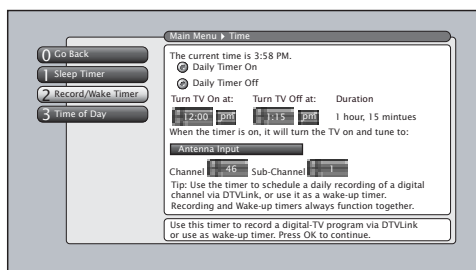 Main Menu ▸ Time
0 Go Back
1 Sleep Timer
2 Record/Wake Timer
3 Time of Day
The current time is 3:58 PM.
Daily Timer On
Daily Timer Off
Turn TV On at: Turn TV Off at: Duration
12:00 pm 1:15 pm 1 hour, 15 mintues
When the timer is on, it will turn the TV on and tune to:
Antenna Input
Channel 46 Sub-Channel 1
Tip: Use the timer to schedule a daily recording of a digital
channel via DTVLink, or use it as a wake-up timer.
Recording and Wake-up timers always function together.
Use this timer to record a digital-TV program via DTVLink
or use as wake-up timer. Press OK to continue.